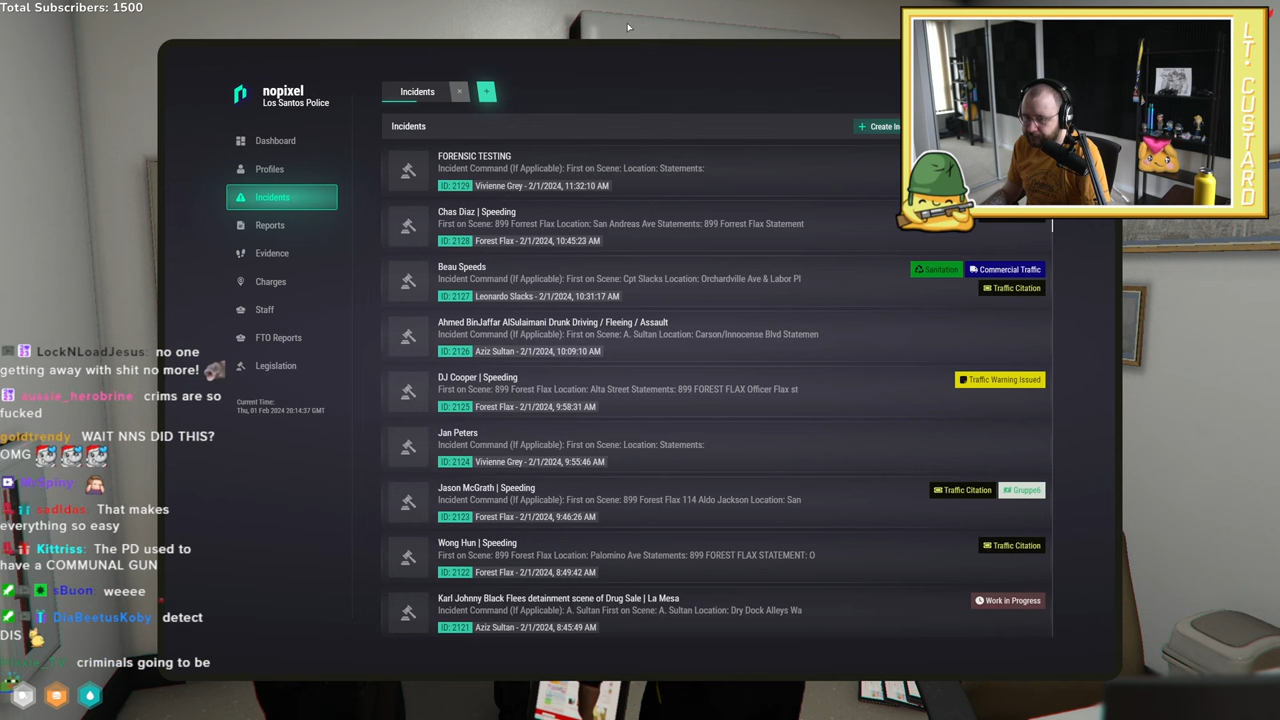 Total Subscribers: 1500
nopixel
Los Santos Police
Dashboard
Profiles
Incidents
Reports
Evidence
Charges
Staff
FTO Reports
Legislation
Current Time:
Thu, 01 Feb 2024 20:14:37 GMT
Incidents × +
Incidents
+ Create In
FORENSIC TESTING
Incident Command (If Applicable): First on Scene: Location: Statements:
ID: 2129 Vivienne Grey - 2/1/2024, 11:32:10 AM
Chas Diaz | Speeding
First on Scene: 899 Forrest Flax Location: San Andreas Ave Statements: 899 Forrest Flax Statement
ID: 2128 Forest Flax - 2/1/2024, 10:45:23 AM
Beau Speeds
Incident Command (If Applicable): First on Scene: Cpt Slacks Location: Orchardville Ave & Labor Pl
ID: 2127 Leonardo Slacks - 2/1/2024, 10:31:17 AM
Sanitation Commercial Traffic
Traffic Citation
Ahmed BinJaffar AlSulaimani Drunk Driving / Fleeing / Assault
Incident Command (If Applicable): First on Scene: A. Sultan Location: Carson/Innocense Blvd Statemen
ID: 2126 Aziz Sultan - 2/1/2024, 10:09:10 AM
DJ Cooper | Speeding
First on Scene: 899 Forest Flax Location: Alta Street Statements: 899 FOREST FLAX Officer Flax st
ID: 2125 Forest Flax - 2/1/2024, 9:58:31 AM
Traffic Warning Issued
Jan Peters
Incident Command (If Applicable): First on Scene: Location: Statements:
ID: 2124 Vivienne Grey - 2/1/2024, 9:55:46 AM
Jason McGrath | Speeding
Incident Command (If Applicable): First on Scene: 899 Forest Flax 114 Aldo Jackson Location: San
ID: 2123 Forest Flax - 2/1/2024, 9:46:26 AM
Traffic Citation Gruppe6
Wong Hun | Speeding
First on Scene: 899 Forest Flax Location: Palomino Ave Statements: 899 FOREST FLAX STATEMENT: O
ID: 2122 Forest Flax - 2/1/2024, 8:49:42 AM
Traffic Citation
Karl Johnny Black Flees detainment scene of Drug Sale | La Mesa
Incident Command (If Applicable): A. Sultan First on Scene: A. Sultan Location: Dry Dock Alleys Wa
ID: 2121 Aziz Sultan - 2/1/2024, 8:45:49 AM
Work in Progress
LT. CUSTARD
LockNLoadJesus: no one
getting away with shit no more!
aussie_herobrine: crims are so
fucked
goldtrendy: WAIT NNS DID THIS?
OMG
MrSpiny:
sadldas: That makes
everything so easy
Kittriss: The PD used to
have a COMMUNAL GUN
sBuon: weeee
DiaBeetusKoby: detect
DIS
criminals going to be